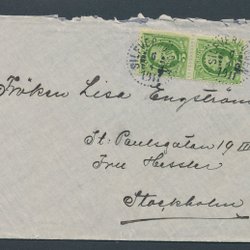 Fröken Lisa Engström
St. Paulsgatan 19 III
Fru Hessler
Stockholm